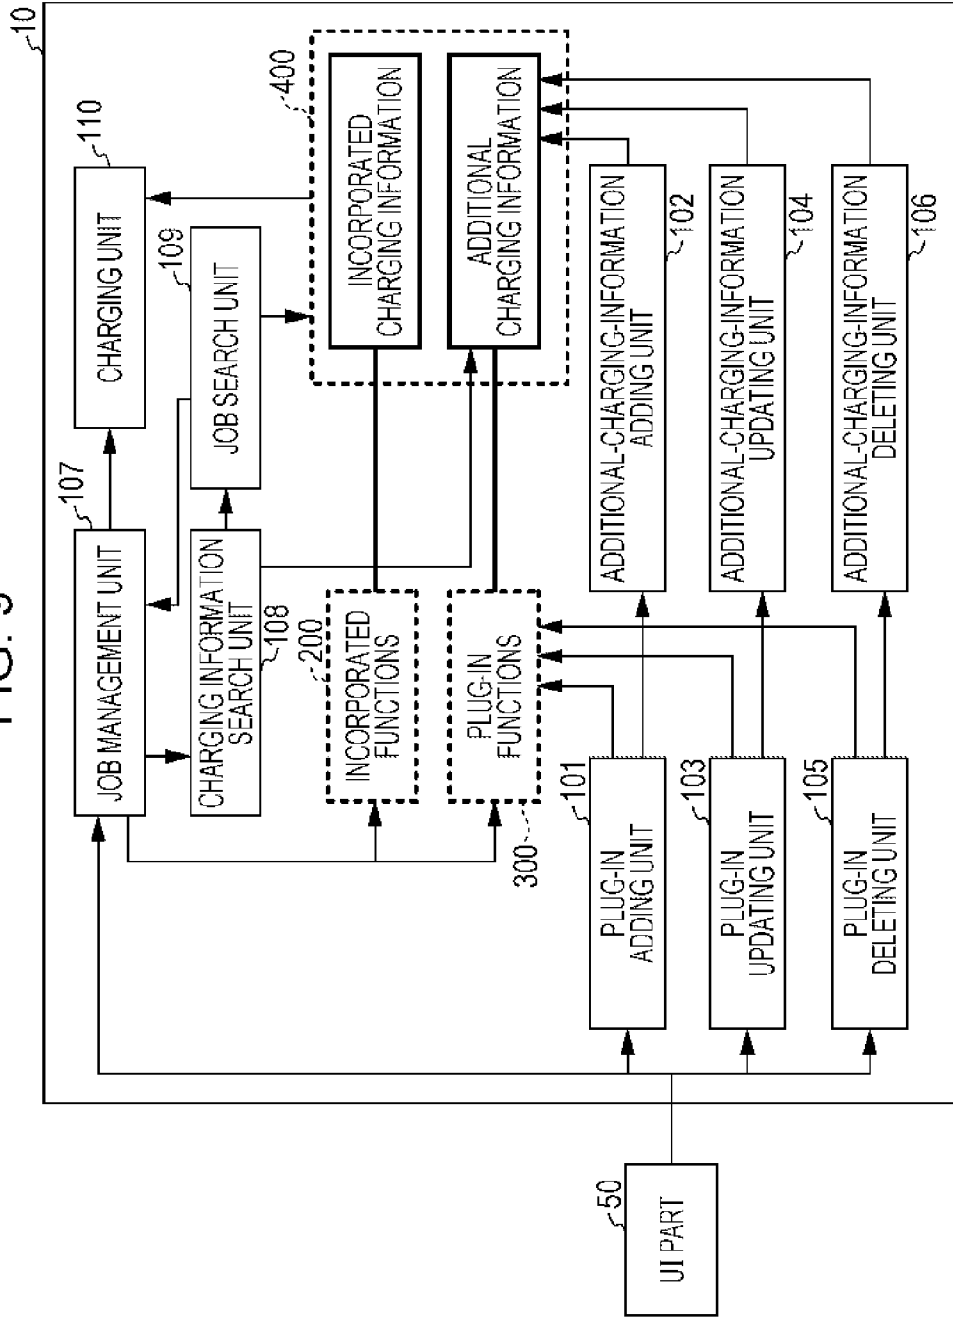 10
UI PART
50
JOB MANAGEMENT UNIT
107
CHARGING UNIT
110
CHARGING INFORMATION
SEARCH UNIT
108
JOB SEARCH UNIT
109
INCORPORATED
FUNCTIONS
200
PLUG-IN
FUNCTIONS
300
400
INCORPORATED
CHARGING INFORMATION
ADDITIONAL
CHARGING INFORMATION
PLUG-IN
ADDING UNIT
101
ADDITIONAL-CHARGING-INFORMATION
ADDING UNIT
102
PLUG-IN
UPDATING UNIT
103
ADDITIONAL-CHARGING-INFORMATION
UPDATING UNIT
104
PLUG-IN
DELETING UNIT
105
ADDITIONAL-CHARGING-INFORMATION
DELETING UNIT
106